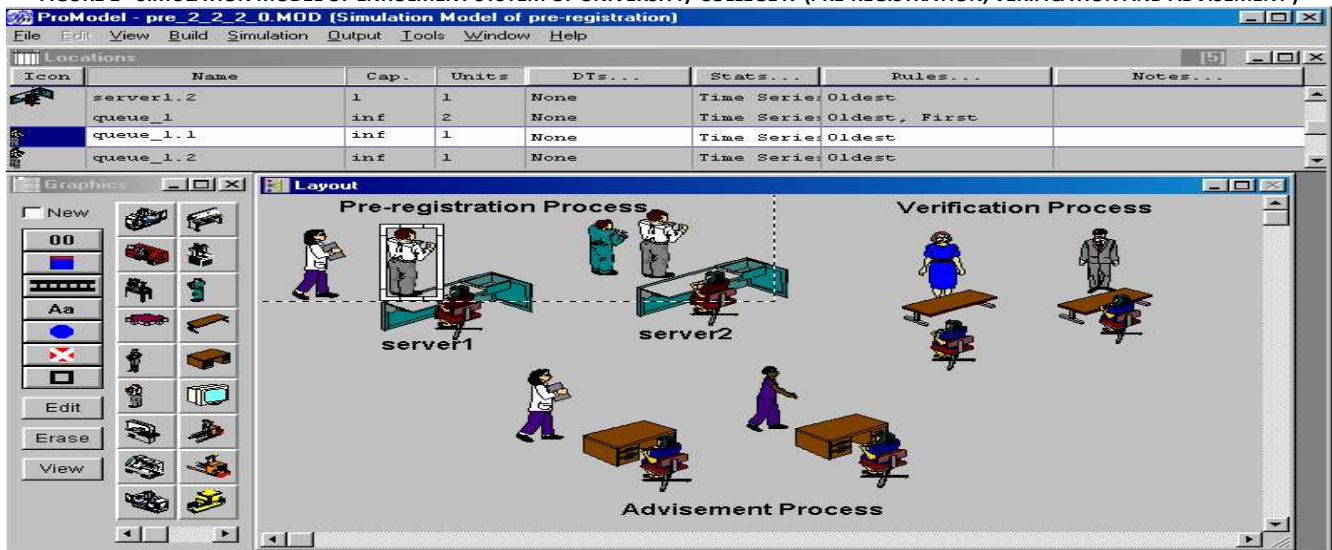 ProModel - pre_2_2_2_0.MOD (Simulation Model of pre-registration)
File Edit View Build Simulation Output Tools Window Help
Locations [5]
Icon Name Cap. Units DTs... Stats... Rules... Notes...
server1.2 1 1 None Time Series Oldest
queue_1 inf 2 None Time Series Oldest, First
queue_1.1 inf 1 None Time Series Oldest
queue_1.2 inf 1 None Time Series Oldest
Graphics
New
00
Aa
Edit
Erase
View
Layout
Pre-registration Process
Verification Process
server1
server2
Advisement Process